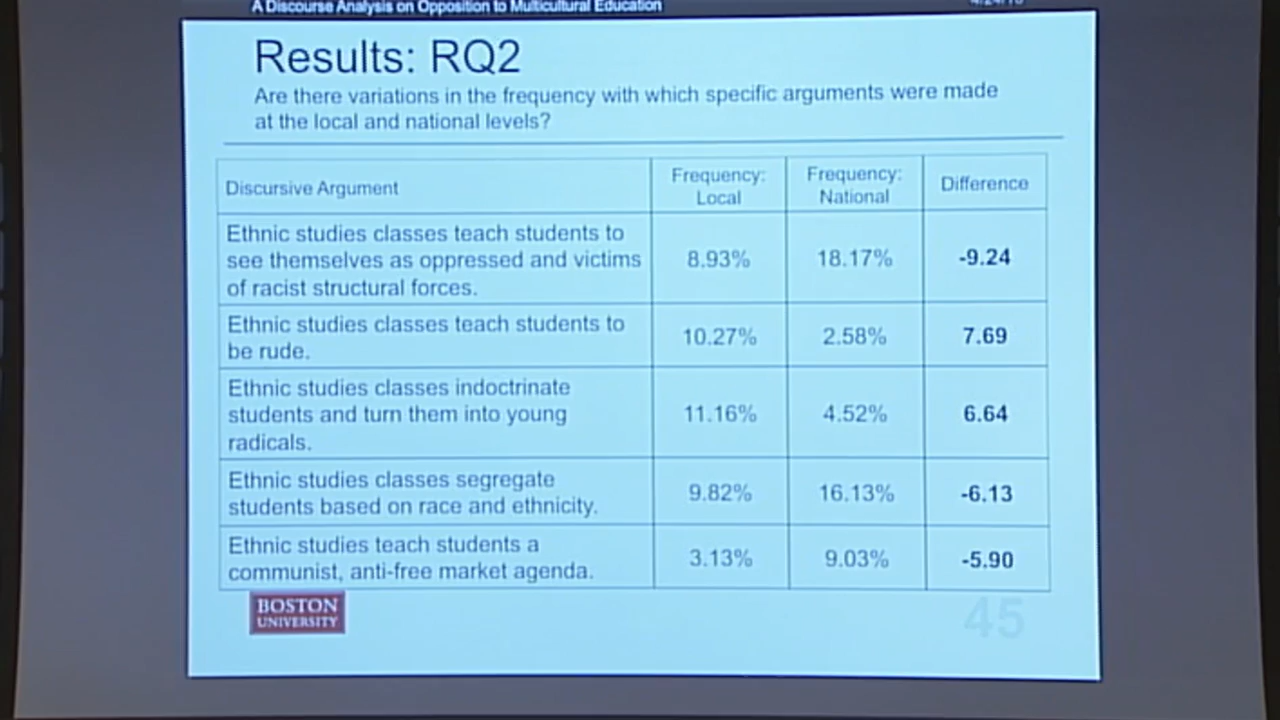 A Discourse Analysis on Opposition to Multicultural Education
Results: RQ2
Are there variations in the frequency with which specific arguments were made
at the local and national levels?
Discursive Argument
Frequency:
Local
Frequency:
National
Difference
Ethnic studies classes teach students to
see themselves as oppressed and victims
of racist structural forces.
8.93%
18.17%
-9.24
Ethnic studies classes teach students to
be rude.
10.27%
2.58%
7.69
Ethnic studies classes indoctrinate
students and turn them into young
radicals.
11.16%
4.52%
6.64
Ethnic studies classes segregate
students based on race and ethnicity.
9.82%
16.13%
-6.13
Ethnic studies teach students a
communist, anti-free market agenda.
3.13%
9.03%
-5.90
BOSTON
UNIVERSITY
45